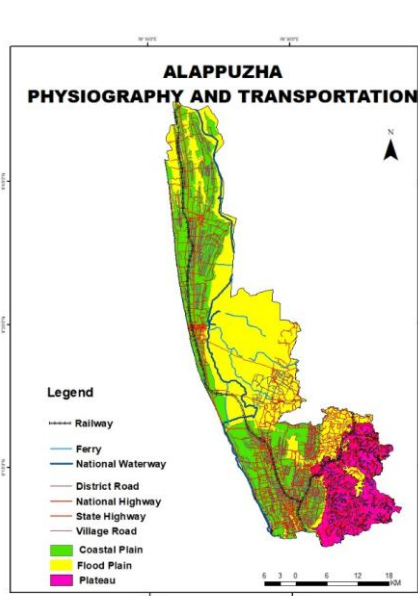 ALAPPUZHA
PHYSIOGRAPHY AND TRANSPORTATION
N
Legend
Railway
Ferry
National Waterway
District Road
National Highway
State Highway
Village Road
Coastal Plain
Flood Plain
Plateau
6 3 0 6 12 18
KM